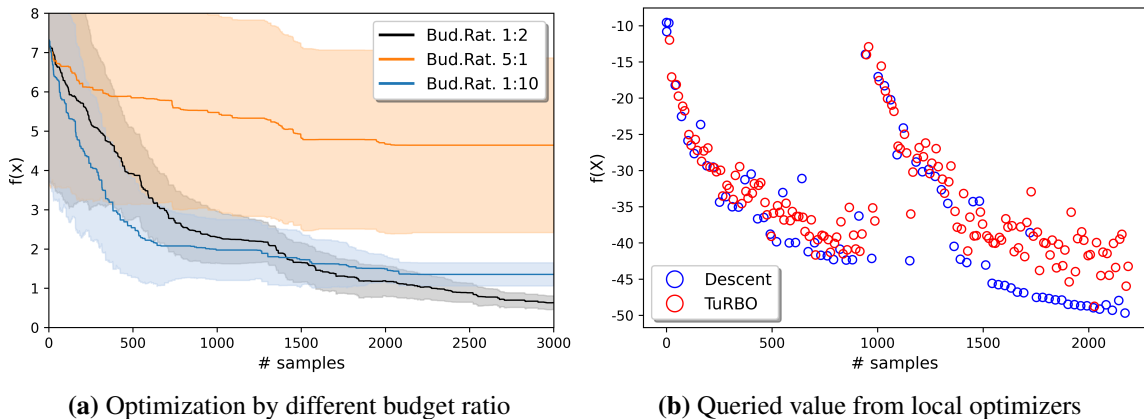 8
7
6
5
4
3
2
1
0
f(x)
Bud.Rat. 1:2
Bud.Rat. 5:1
Bud.Rat. 1:10
0 500 1000 1500 2000 2500 3000
# samples
(a) Optimization by different budget ratio
-10
-15
-20
-25
-30
-35
-40
-45
-50
f(X)
Descent
TuRBO
0 500 1000 1500 2000
# samples
(b) Queried value from local optimizers